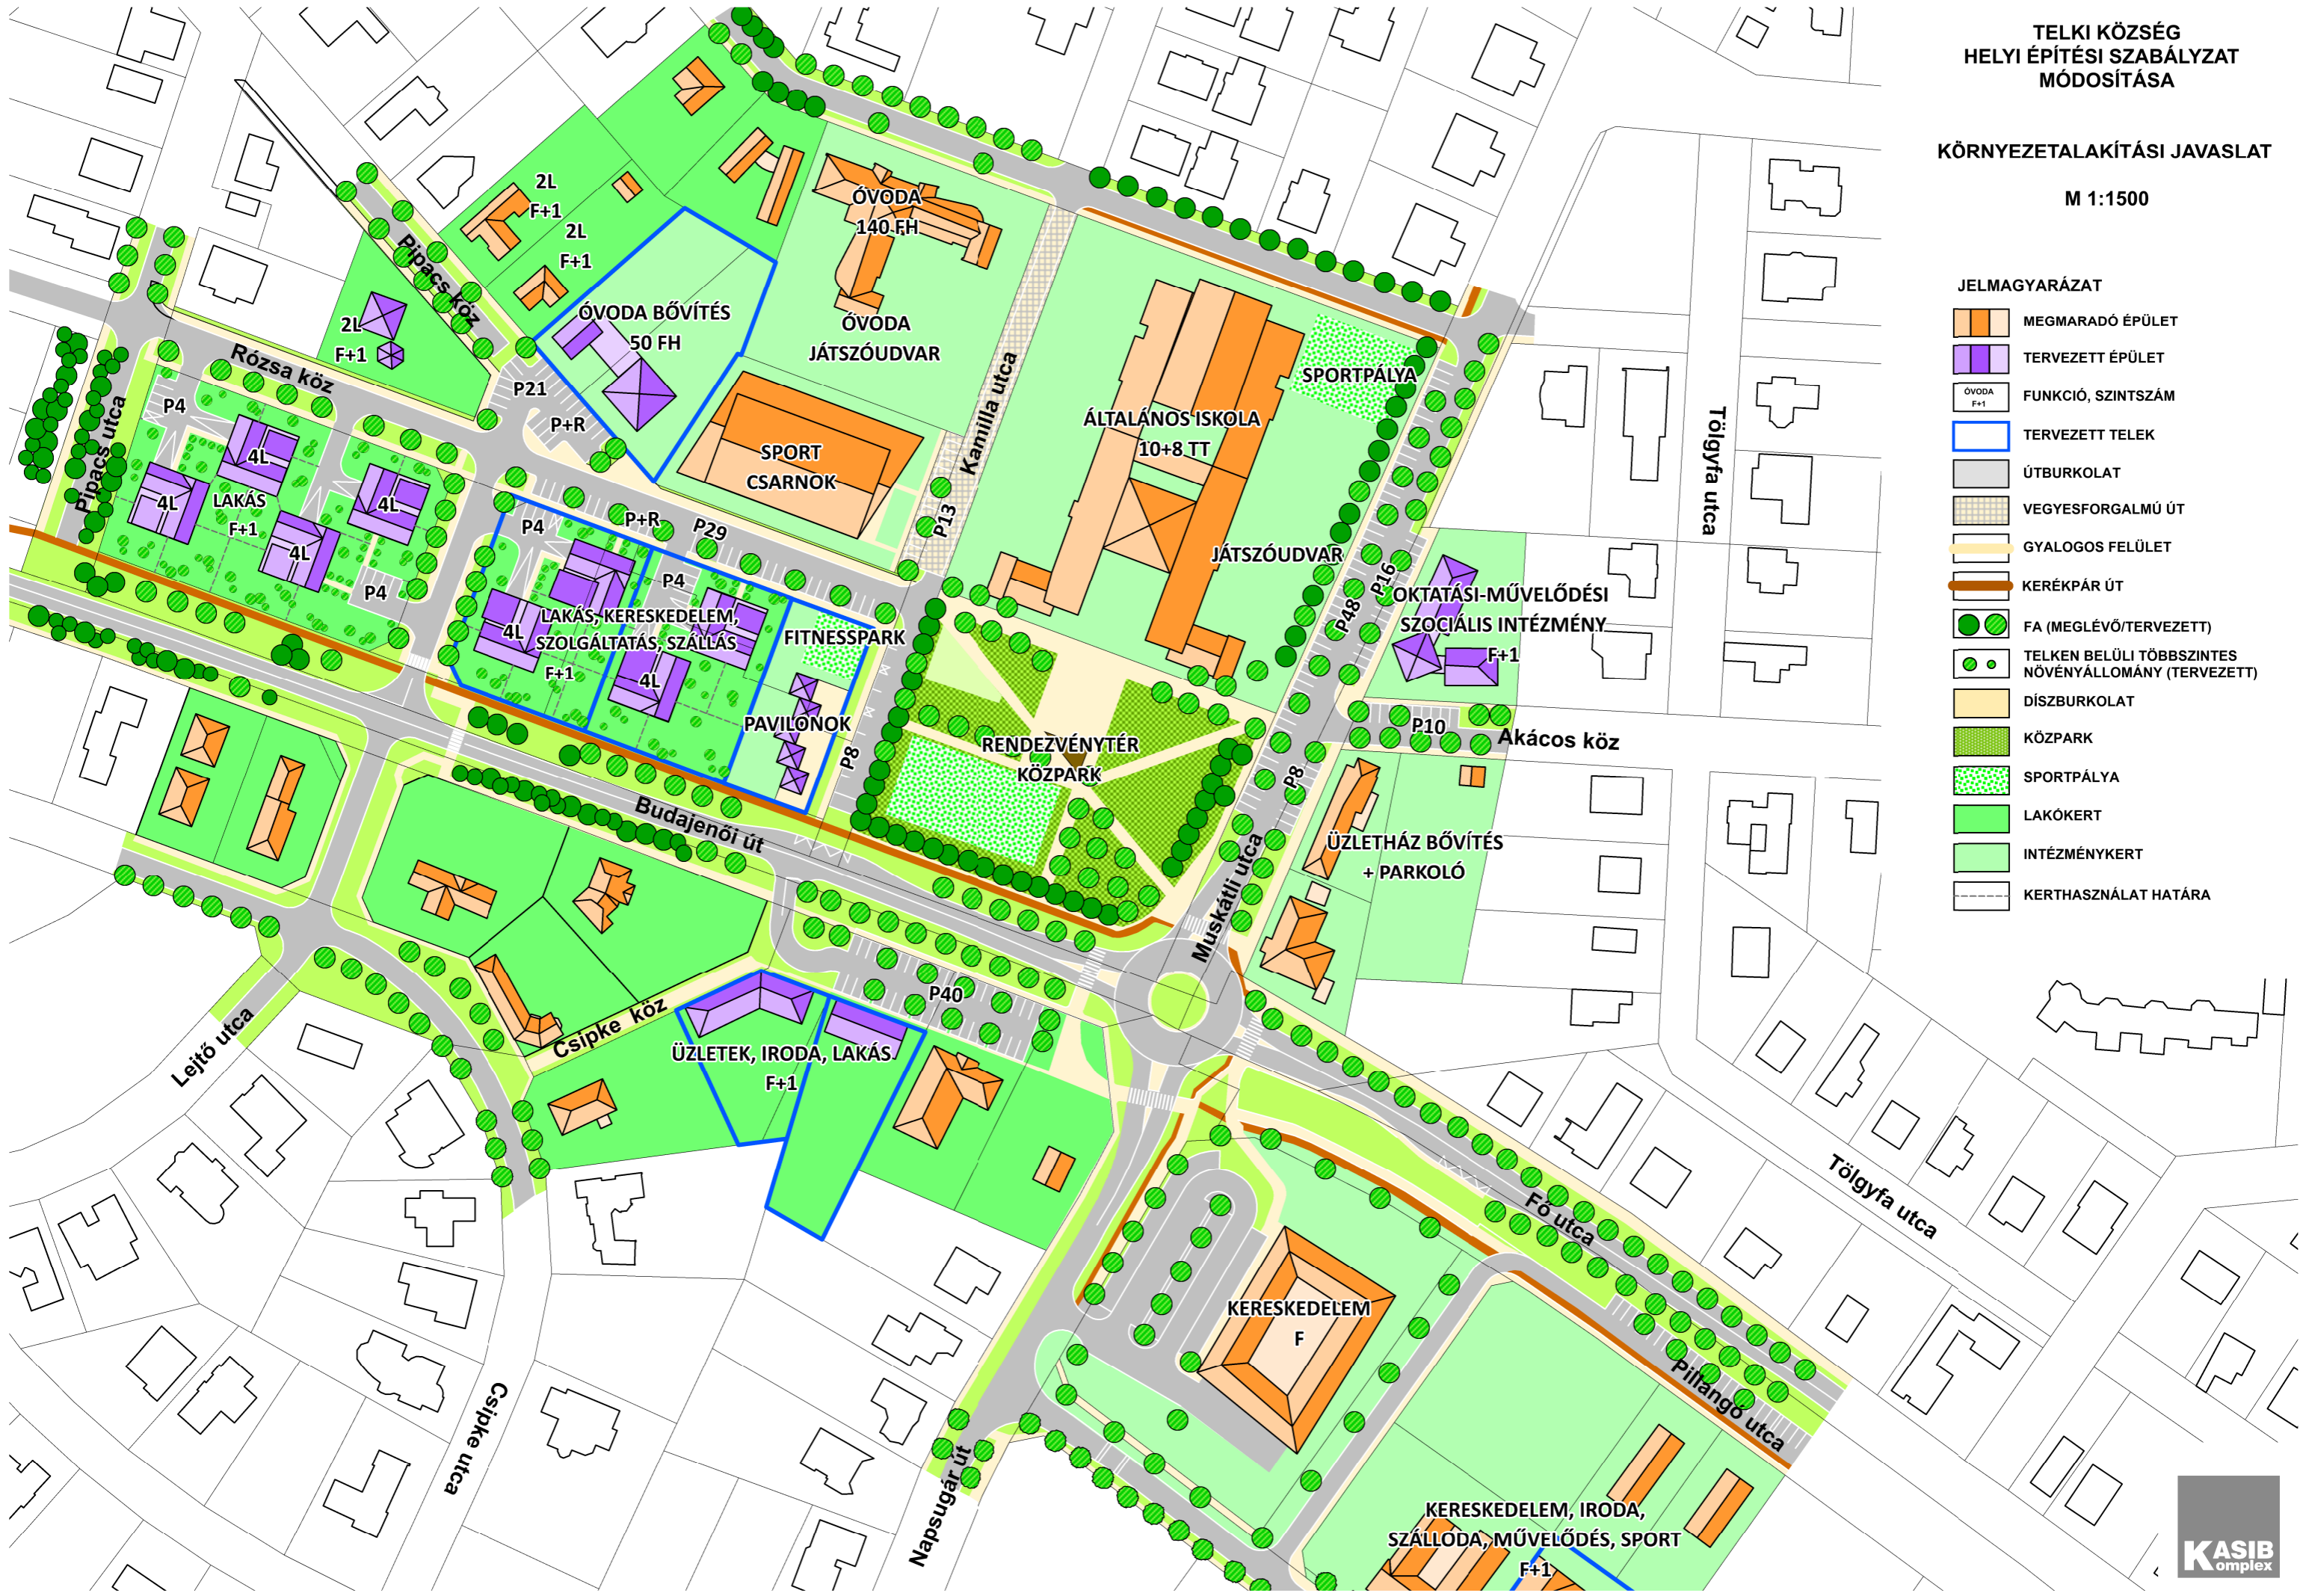 TELKI KÖZSÉG
HELYI ÉPÍTÉSI SZABÁLYZAT
MÓDOSÍTÁSA
KÖRNYEZETALAKÍTÁSI JAVASLAT
M 1:1500
JELMAGYARÁZAT
MEGMARADÓ ÉPÜLET
TERVEZETT ÉPÜLET
ÓVODA
F+1
FUNKCIÓ, SZINTSZÁM
TERVEZETT TELEK
ÚTBURKOLAT
VEGYESFORGALMÚ ÚT
GYALOGOS FELÜLET
KERÉKPÁR ÚT
FA (MEGLÉVŐ/TERVEZETT)
TELKEN BELÜLI TÖBBSZINTES
NÖVÉNYÁLLOMÁNY (TERVEZETT)
DÍSZBURKOLAT
KÖZPARK
SPORTPÁLYA
LAKÓKERT
INTÉZMÉNYKERT
KERTHASZNÁLAT HATÁRA
2L
F+1
2L
F+1
ÓVODA
140 FH
Pipacs köz
2L
F+1
ÓVODA BŐVÍTÉS
50 FH
ÓVODA
JÁTSZÓUDVAR
Rózsa köz
P21
P+R
P4
Pipacs utca
4L
4L
LAKÁS
F+1
4L
4L
P4
SPORT
CSARNOK
Kamilla utca
P13
SPORTPÁLYA
ÁLTALÁNOS ISKOLA
10+8 TT
JÁTSZÓUDVAR
Tölgyfa utca
P4
P+R
P29
P4
4L
LAKÁS, KERESKEDELEM,
SZOLGÁLTATÁS, SZÁLLÁS
F+1
4L
FITNESSPARK
PAVILONOK
P8
P48
P16
OKTATÁSI-MŰVELŐDÉSI
SZOCIÁLIS INTÉZMÉNY
F+1
P10
Akácos köz
RENDEZVÉNYTÉR
KÖZPARK
P8
Budajenői út
Muskátli utca
ÜZLETHÁZ BŐVÍTÉS
+ PARKOLÓ
P40
Lejtő utca
Csipke köz
ÜZLETEK, IRODA, LAKÁS
F+1
Fő utca
Tölgyfa utca
KERESKEDELEM
F
Pillangó utca
Csipke utca
Napsugár út
KERESKEDELEM, IRODA,
SZÁLLODA, MŰVELŐDÉS, SPORT
F+1
KASIB
Komplex